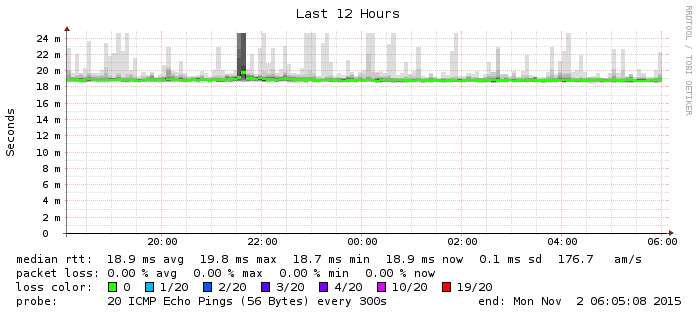 Last 12 Hours
RRDTOOL / TOBI OETIKER
Seconds
24 m
22 m
20 m
18 m
16 m
14 m
12 m
10 m
8 m
6 m
4 m
2 m
0
20:00 22:00 00:00 02:00 04:00 06:00
median rtt: 18.9 ms avg 19.8 ms max 18.7 ms min 18.9 ms now 0.1 ms sd 176.7 am/s
packet loss: 0.00 % avg 0.00 % max 0.00 % min 0.00 % now
loss color: 0 1/20 2/20 3/20 4/20 10/20 19/20
probe: 20 ICMP Echo Pings (56 Bytes) every 300s end: Mon Nov 2 06:05:08 2015